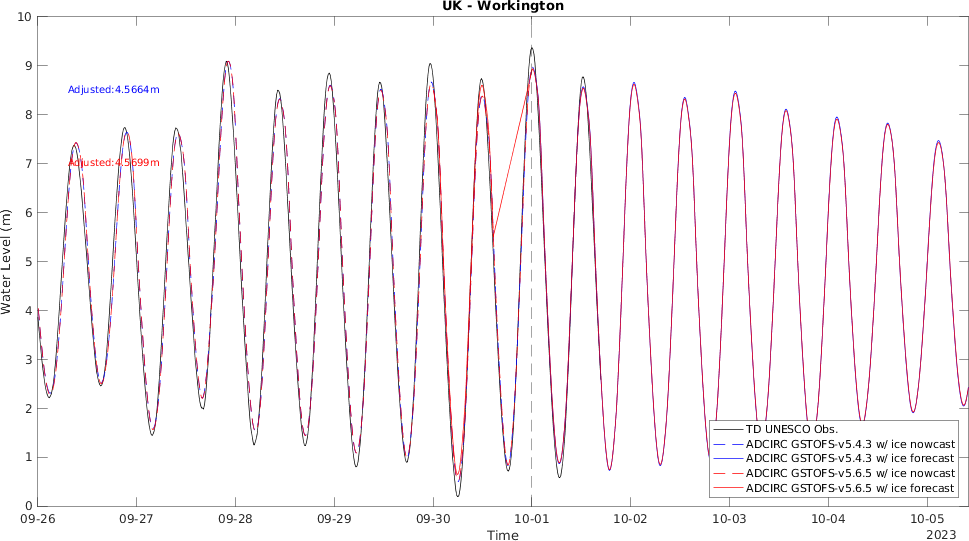 UK - Workington
10
9
8
7
6
5
4
3
2
1
0
Water Level (m)
Adjusted:4.5664m
Adjusted:4.5699m
TD UNESCO Obs.
ADCIRC GSTOFS-v5.4.3 w/ ice nowcast
ADCIRC GSTOFS-v5.4.3 w/ ice forecast
ADCIRC GSTOFS-v5.6.5 w/ ice nowcast
ADCIRC GSTOFS-v5.6.5 w/ ice forecast
09-26 09-27 09-28 09-29 09-30 10-01 10-02 10-03 10-04 10-05
Time
2023